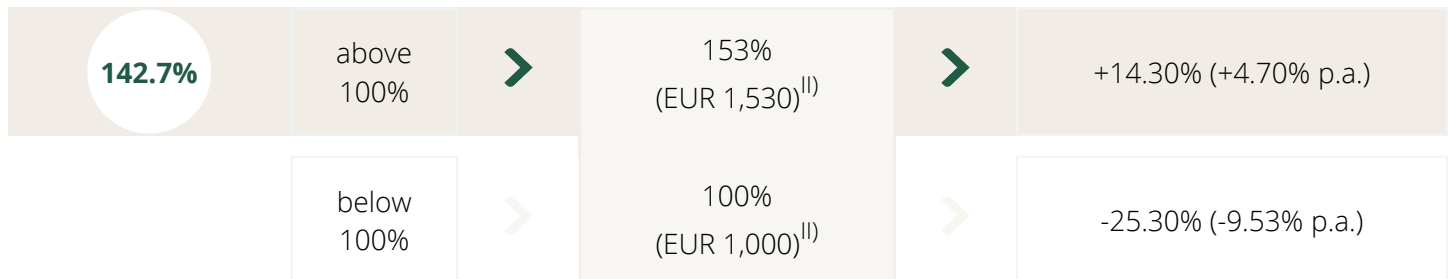 142.7%
above
100%
153%
(EUR 1,530)II)
+14.30% (+4.70% p.a.)
below
100%
100%
(EUR 1,000)II)
-25.30% (-9.53% p.a.)